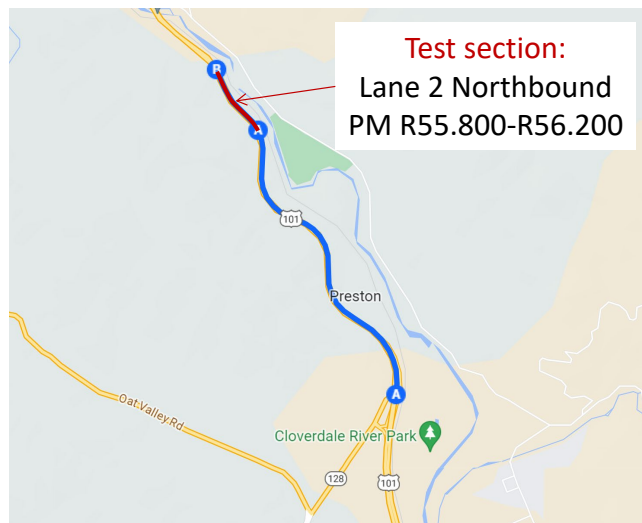 Test section:
Lane 2 Northbound
PM R55.800-R56.200
B
A
101
Preston
A
Oat Valley Rd
Cloverdale River Park
128
101